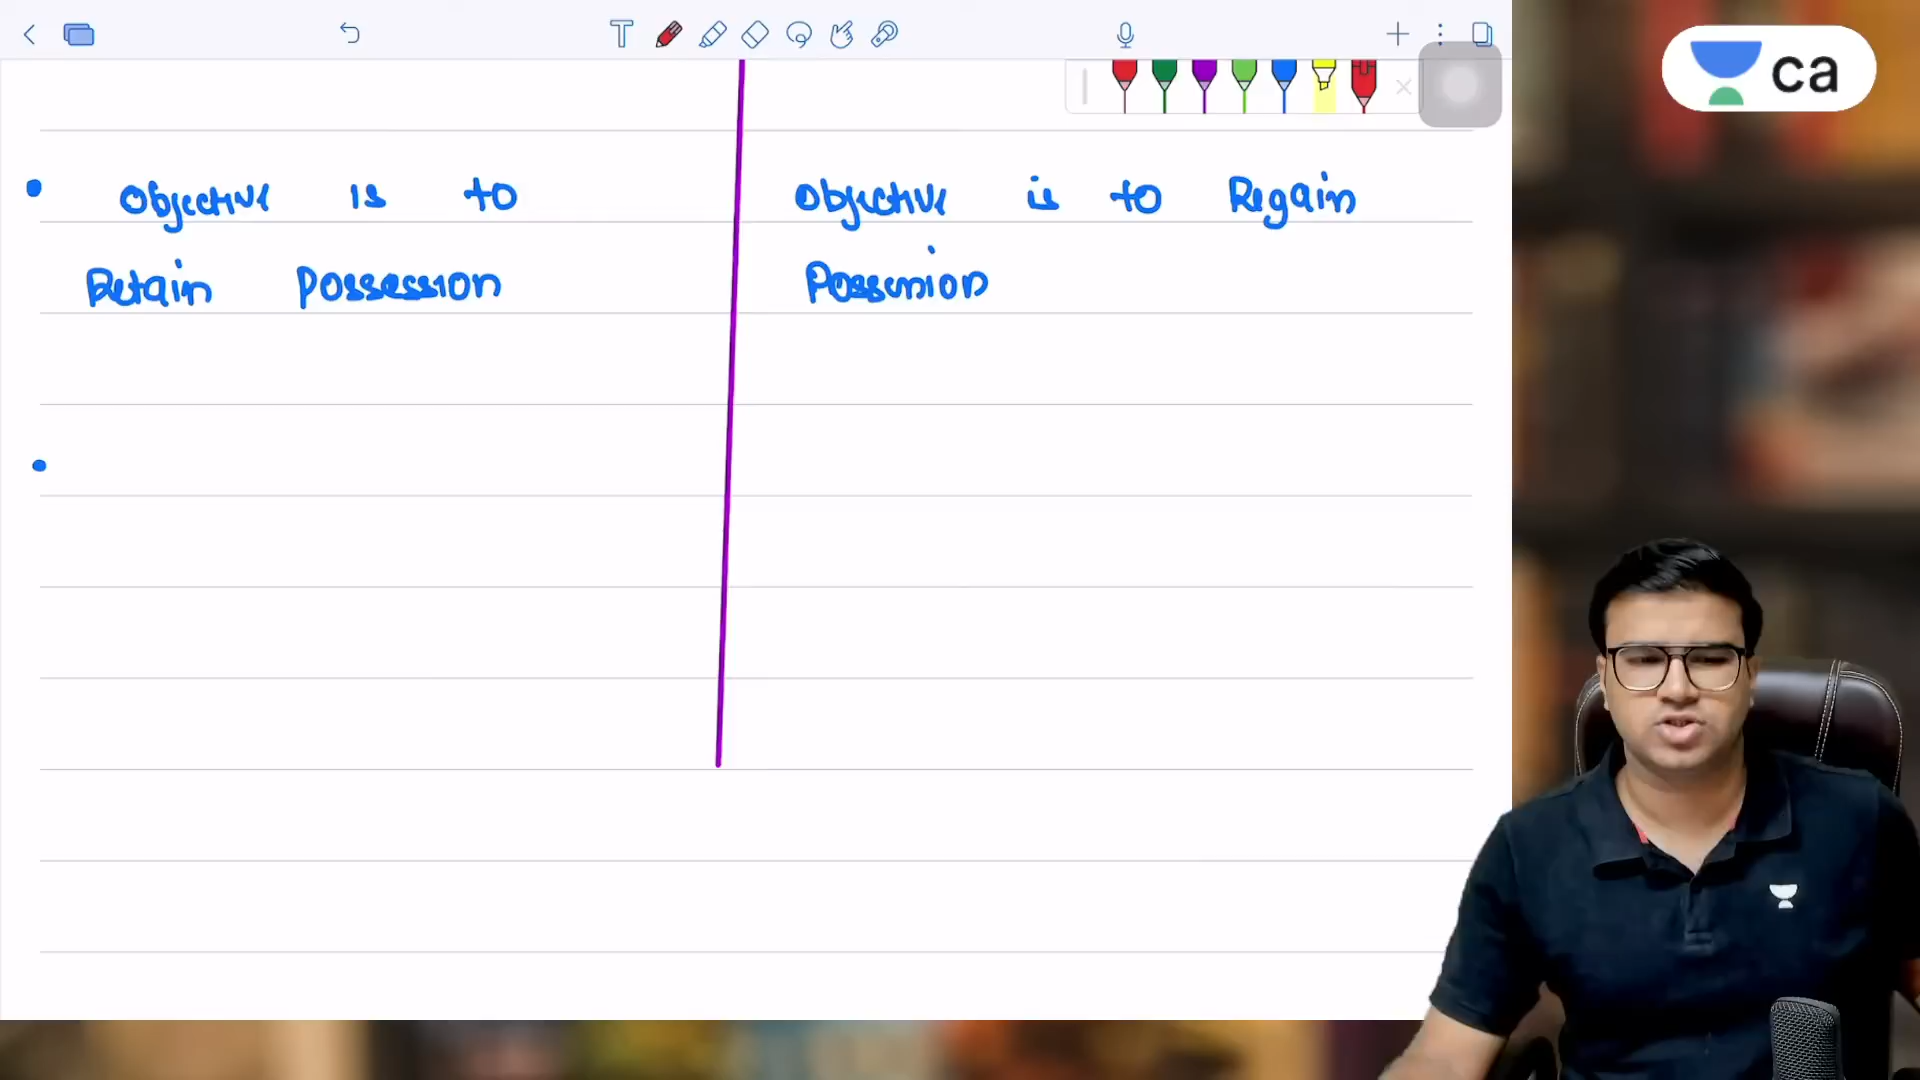 ca
Objective is to
Retain Possession
Objective is to Regain
Possession